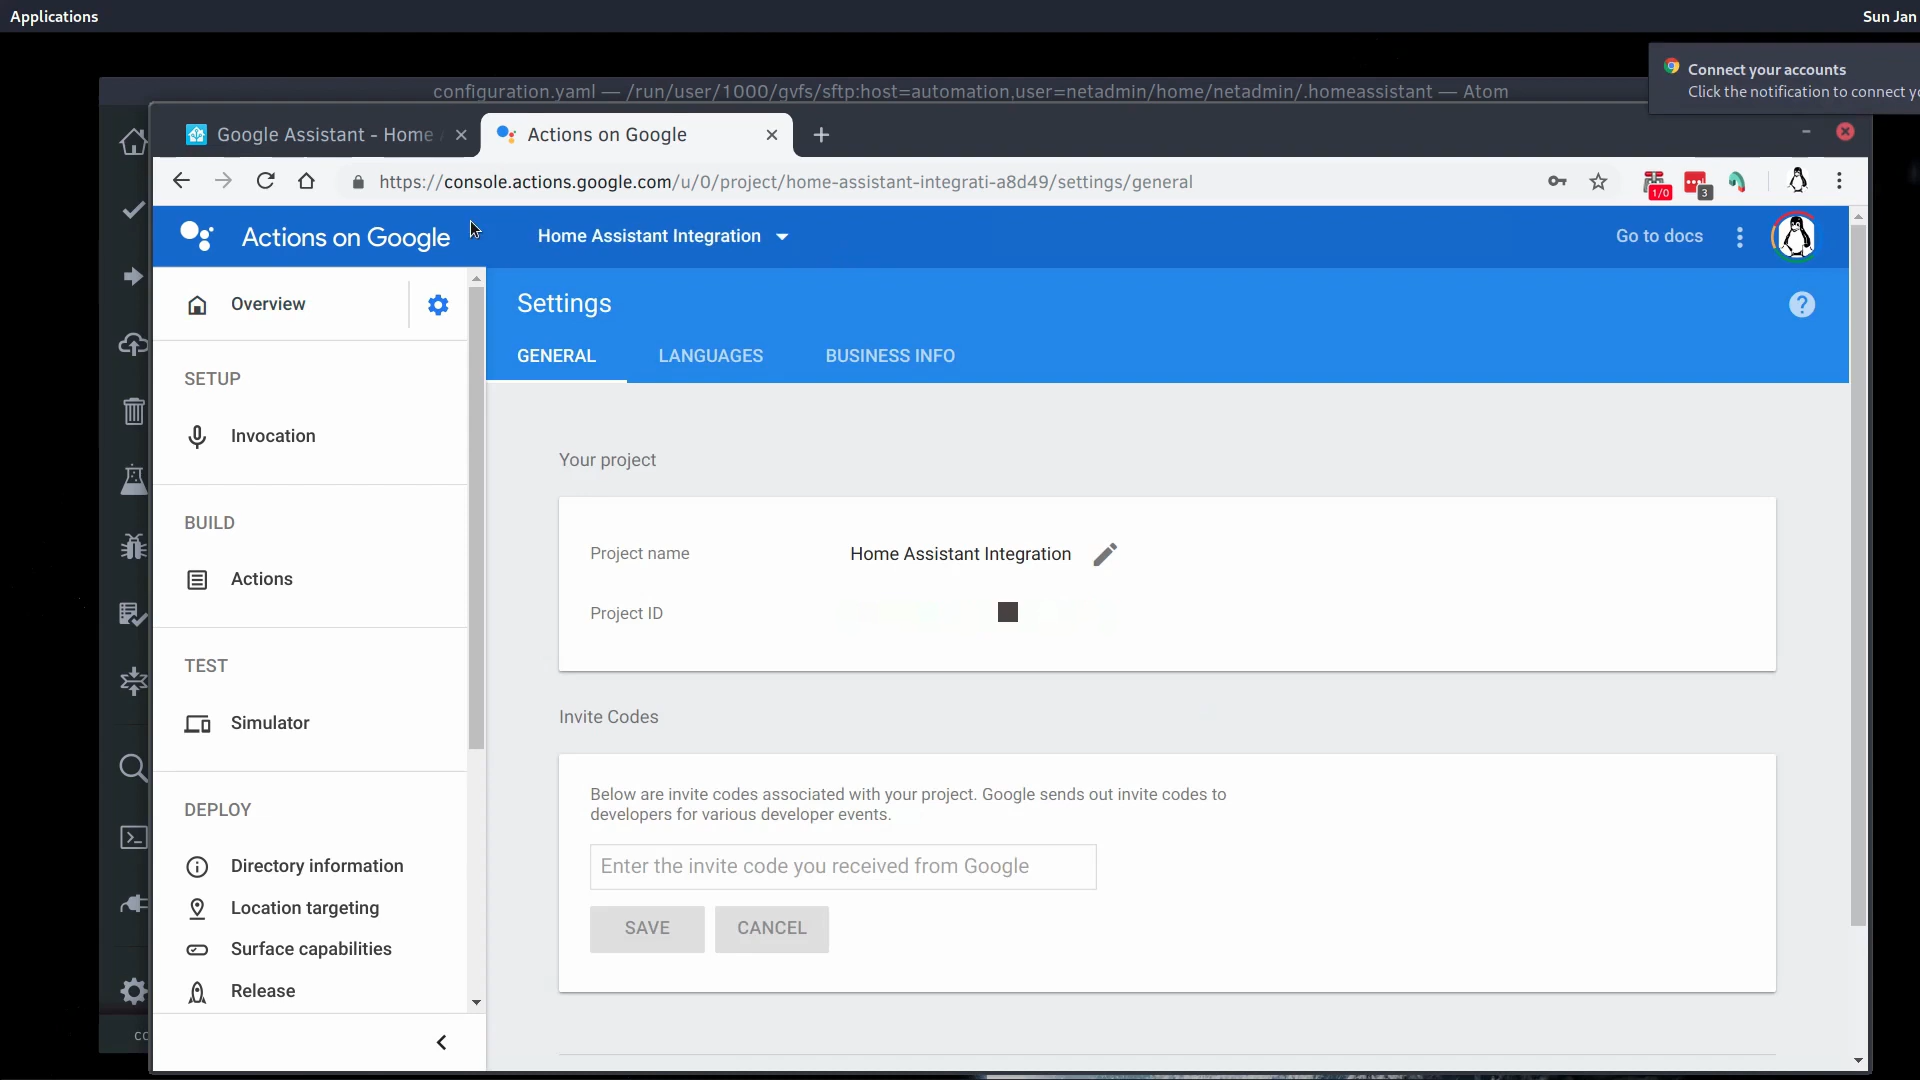 Applications
Sun Jan
Connect your accounts
Click the notification to connect yo
configuration.yaml — /run/user/1000/gvfs/sftp:host=automation,user=netadmin/home/netadmin/.homeassistant — Atom
Google Assistant - Home A
Actions on Google
https://console.actions.google.com/u/0/project/home-assistant-integrati-a8d49/settings/general
1/0
3
Actions on Google
Home Assistant Integration
Go to docs
Overview
Settings
GENERAL
LANGUAGES
BUSINESS INFO
SETUP
Invocation
BUILD
Actions
TEST
Simulator
DEPLOY
Directory information
Location targeting
Surface capabilities
Release
Your project
Project name
Home Assistant Integration
Project ID
Invite Codes
Below are invite codes associated with your project. Google sends out invite codes to
developers for various developer events.
Enter the invite code you received from Google
SAVE
CANCEL